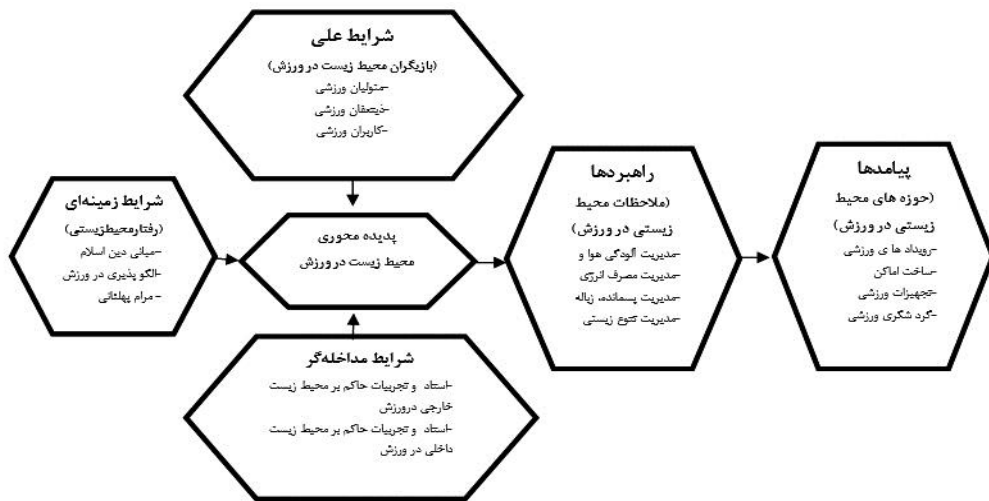 شرایط علی
(بازیگران محیط زیست در ورزش)
-متولیان ورزشی
-ذینعفان ورزشی
-کاربران ورزشی
شرایط زمینه‌ای
(رفتارمحیط‌زیستی)
-مبانی دین اسلام
-الگو پذیری در ورزش
- مرام پهلوانی
پدیده محوری
محیط زیست در ورزش
شرایط مداخله‌گر
-اسناد و تجربیات حاکم بر محیط زیست
خارجی درورزش
-اسناد و تجربیات حاکم بر محیط زیست
داخلی در ورزش
راهبردها
(ملاحظات محیط
زیستی در ورزش)
-مدیریت آلودگی هوا و
-مدیریت مصرف انرژی
-مدیریت پسمانده، زباله
-مدیریت تنوع زیستی
پیامدها
(حوزه های محیط
زیستی در ورزش)
-رویداد ها ی ورزشی
-ساخت اماکن
-تجهیزات ورزشی
-گرد شگری ورزشی